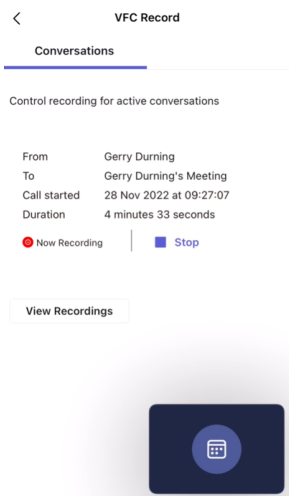 VFC Record
Conversations
Control recording for active conversations
From Gerry Durning
To Gerry Durning's Meeting
Call started 28 Nov 2022 at 09:27:07
Duration 4 minutes 33 seconds
Now Recording Stop
View Recordings